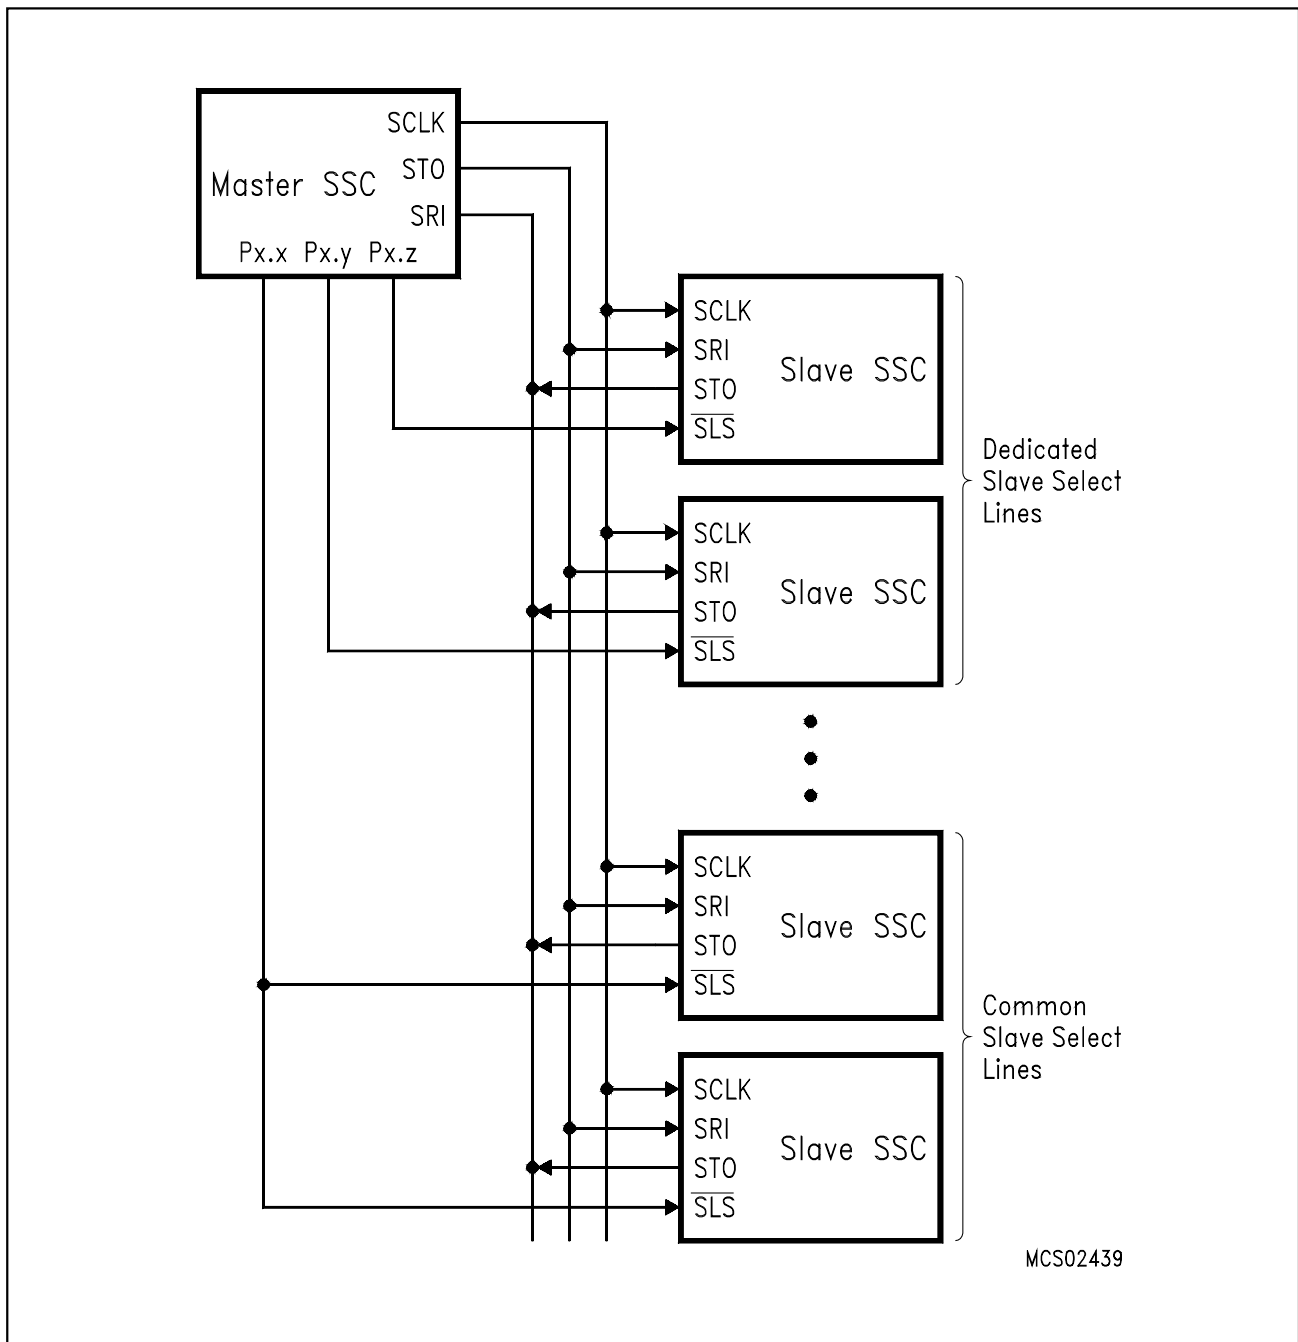 SCLK
STO
Master SSC
SRI
Px.x Px.y Px.z
SCLK
SRI
Slave SSC
STO
SLS
Dedicated
Slave Select
Lines
SCLK
SRI
Slave SSC
STO
SLS
SCLK
SRI
Slave SSC
STO
SLS
Common
Slave Select
Lines
SCLK
SRI
Slave SSC
STO
SLS
MCS02439